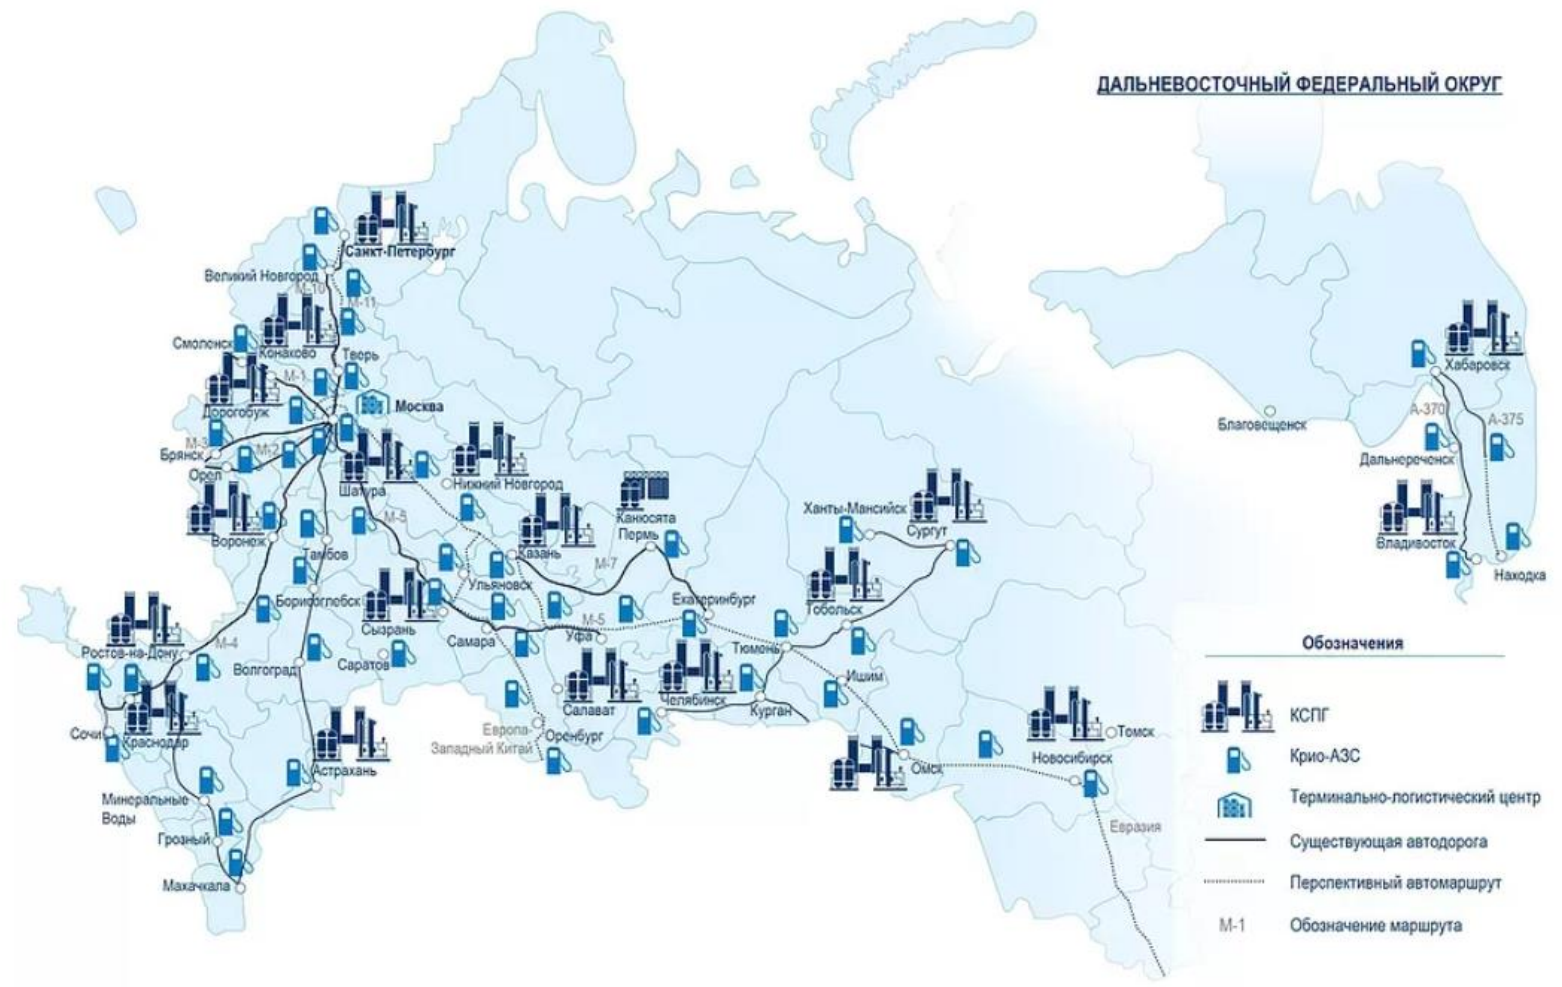 ДАЛЬНЕВОСТОЧНЫЙ ФЕДЕРАЛЬНЫЙ ОКРУГ
Санкт-Петербург
Великий Новгород
М-10
М-11
Смоленск
Конаково
Тверь
М-1
Дорогобуж
Москва
М-3
Брянск
М-2
Орел
Шатура
Нижний Новгород
Воронеж
Тамбов
М-5
Казань
Канюсята
Пермь
М-7
Ханты-Мансийск
Сургут
Ульяновск
Борисоглебск
Сызрань
Самара
М-5
Уфа
Екатеринбург
Тобольск
Тюмень
Ростов-на-Дону
М-4
Волгоград
Саратов
Салават
Челябинск
Курган
Ишим
Сочи
Краснодар
Астрахань
Европа-
Западный Китай
Оренбург
Омск
Новосибирск
Томск
Минеральные
Воды
Грозный
Махачкала
Евразия
Хабаровск
Благовещенск
А-370
А-375
Дальнереченск
Владивосток
Находка
Обозначения
КСПГ
Крио-АЗС
Терминально-логистический центр
Существующая автодорога
Перспективный автомаршрут
М-1
Обозначение маршрута